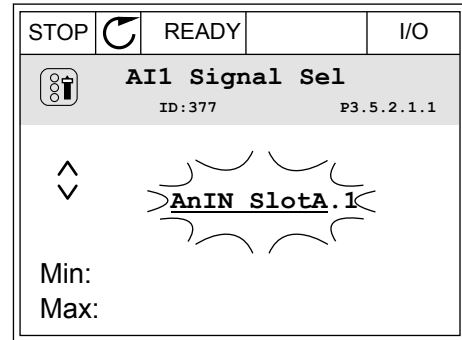 STOP READY I/O
AI1 Signal Sel
ID:377 P3.5.2.1.1
AnIN SlotA.1
Min:
Max: